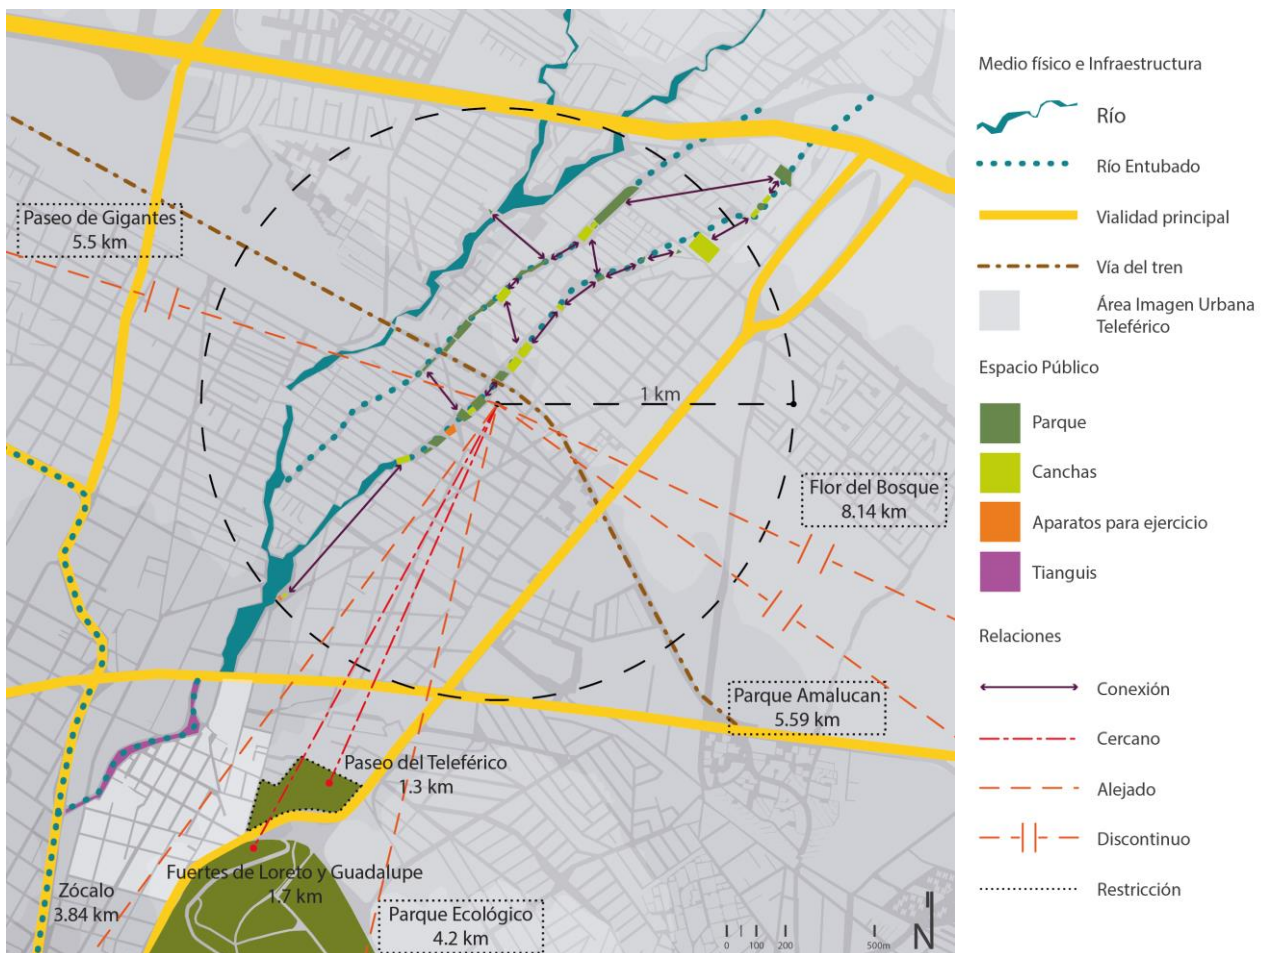 Paseo de Gigantes
5.5 km
1 km
Flor del Bosque
8.14 km
Parque Amalucan
5.59 km
Paseo del Teleférico
1.3 km
Fuertes de Loreto y Guadalupe
1.7 km
Zócalo
3.84 km
Parque Ecológico
4.2 km
0 100 200 500m
N
Medio físico e Infraestructura
Río
Río Entubado
Vialidad principal
Vía del tren
Área Imagen Urbana
Teleférico
Espacio Público
Parque
Canchas
Aparatos para ejercicio
Tianguis
Relaciones
Conexión
Cercano
Alejado
Discontinuo
Restricción